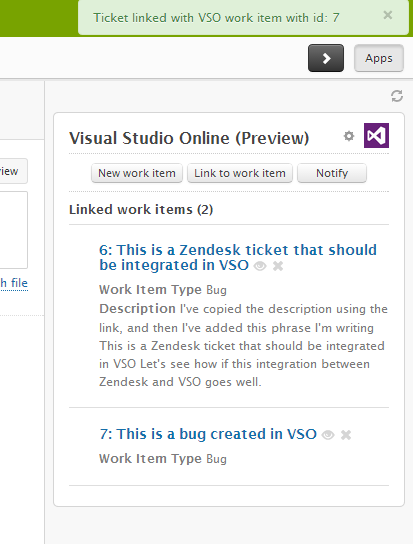 Ticket linked with VSO work item with id: 7 ×
Apps
Visual Studio Online (Preview)
iew
New work item Link to work item Notify
Linked work items (2)
6: This is a Zendesk ticket that should
be integrated in VSO
h file
Work Item Type Bug
Description I've copied the description using the
link, and then I've added this phrase I'm writing
This is a Zendesk ticket that should be integrated
in VSO Let's see how if this integration between
Zendesk and VSO goes well.
7: This is a bug created in VSO
Work Item Type Bug